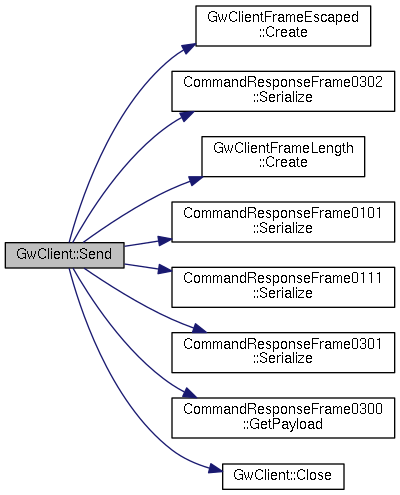 GwClientFrameEscaped
::Create
CommandResponseFrame0302
::Serialize
GwClientFrameLength
::Create
CommandResponseFrame0101
::Serialize
GwClient::Send
CommandResponseFrame0111
::Serialize
CommandResponseFrame0301
::Serialize
CommandResponseFrame0300
::GetPayload
GwClient::Close